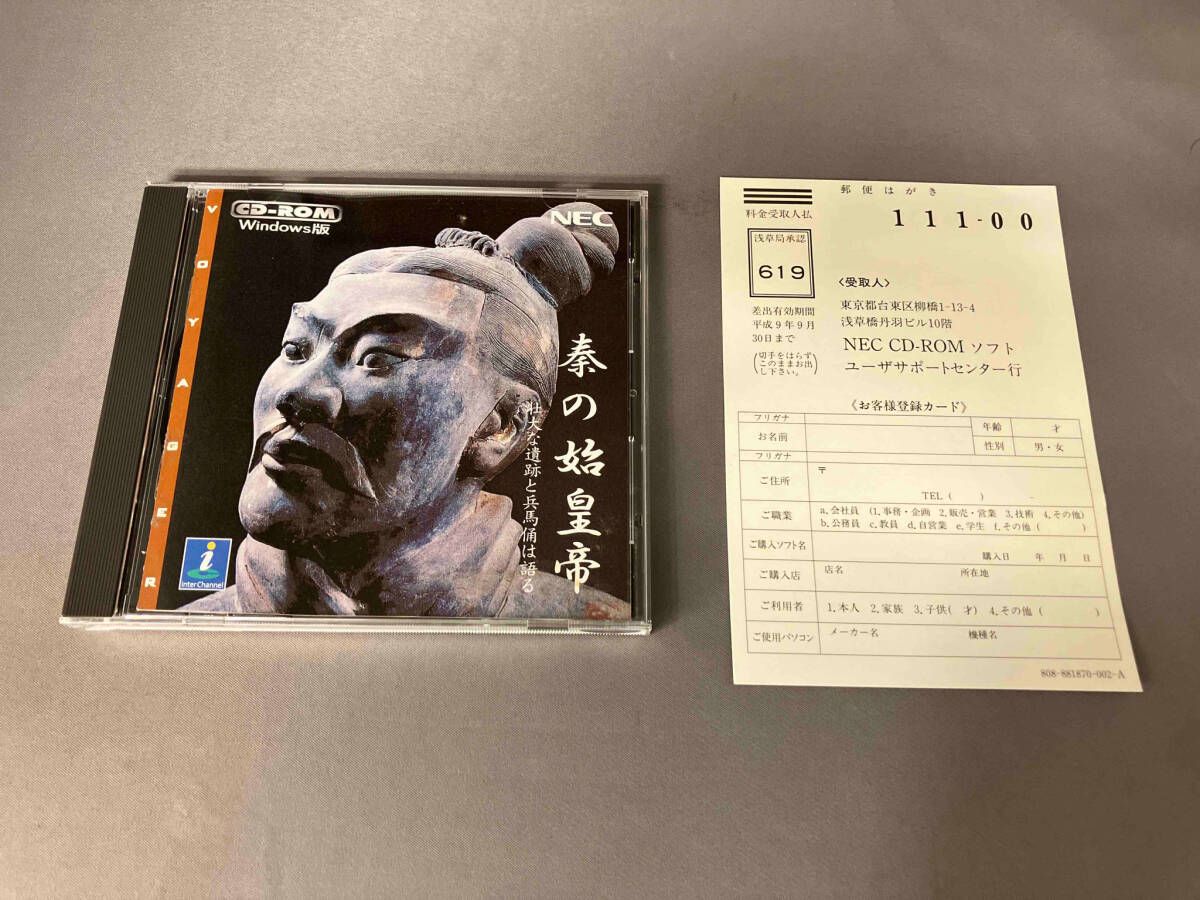 VOYAGER
CD-ROM
Windows版
NEC
秦の始皇帝
壮大な遺跡と兵馬俑は語る
i
InterChannel
郵便はがき
料金受取人払
111-00
浅草局承認
619
差出有効期間
平成9年9月
30日まで
(切手をはらず
このままお出
し下さい。)
〈受取人〉
東京都台東区柳橋1-13-4
浅草橋丹羽ビル10階
NEC CD-ROM ソフト
ユーザサポートセンター行
《お客様登録カード》
フリガナ
お名前
年齢 才
性別 男・女
フリガナ
ご住所
〒
TEL ( ) -
ご職業
a.会社員 (1.事務・企画 2.販売・営業 3.技術 4.その他)
b.公務員 c.教員 d.自営業 e.学生 f.その他 ( )
ご購入ソフト名
購入日 年 月 日
ご購入店
店名 所在地
ご利用者
1.本人 2.家族 3.子供( 才) 4.その他 ( )
ご使用パソコン
メーカー名 機種名
808-881870-002-A